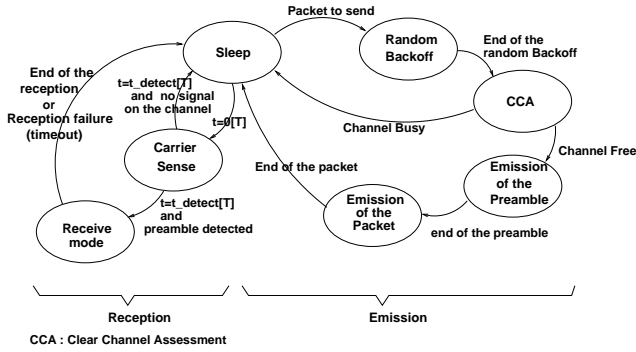 Packet to send
Sleep
Random
Backoff
End of the
random Backoff
End of the
reception
or
Reception failure
(timeout)
t=t_detect[T]
and no signal
on the channel
t=0[T]
CCA
Channel Busy
Channel Free
Carrier
Sense
End of the packet
Emission
of the
Preamble
t=t_detect[T]
and
preamble detected
Emission
of the
Packet
end of the preamble
Receive
mode
Reception
Emission
CCA : Clear Channel Assessment